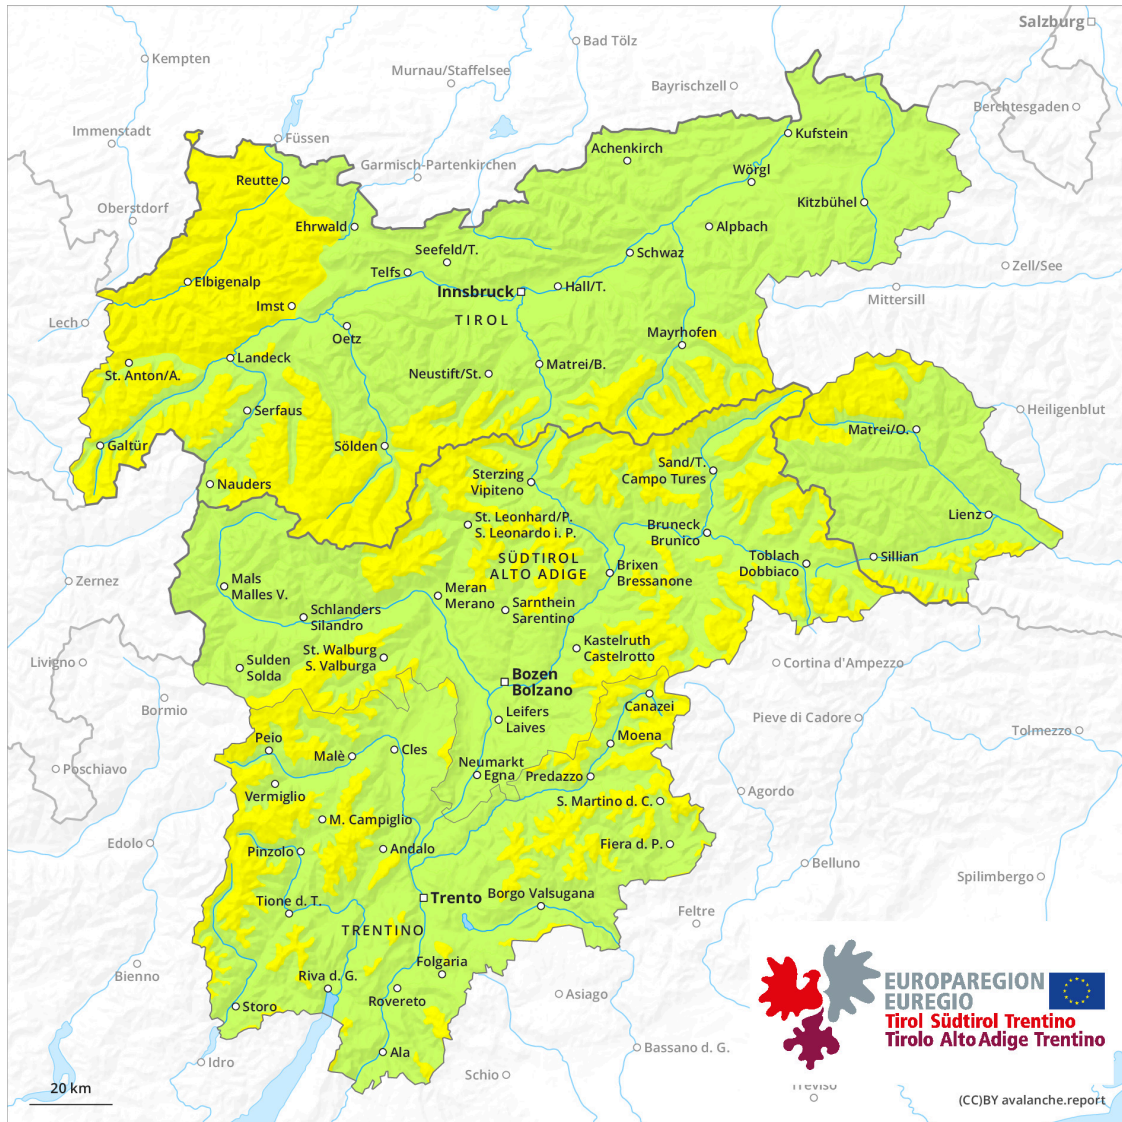 Salzburg
Bad Tölz
Kempten
Murnau/Staffelsee
Bayrischzell
Berchtesgaden
Immenstadt
Füssen
Kufstein
Achenkirch
Garmisch-Partenkirchen
Wörgl
Reutte
Oberstdorf
Kitzbühel
Ehrwald
Alpbach
Seefeld/T.
Schwaz
Zell/See
Telfs
Elbigenalp
Hall/T.
Innsbruck
Mittersill
Imst
TIROL
Lech
Oetz
Mayrhofen
Landeck
Matrei/B.
St. Anton/A.
Neustift/St.
Serfaus
Heiligenblut
Matrei/O.
Galtür
Sölden
Sand/T.
Campo Tures
Sterzing
Vipiteno
Nauders
Lienz
St. Leonhard/P.
S. Leonardo i. P.
Bruneck
Brunico
SÜDTIROL
ALTO ADIGE
Toblach
Dobbiaco
Sillian
Brixen
Bressanone
Zernez
Mals
Malles V.
Meran
Merano
Sarnthein
Sarentino
Schlanders
Silandro
Kastelruth
Castelrotto
St. Walburg
S. Valburga
Livigno
Sulden
Solda
Cortina d'Ampezzo
Bozen
Bolzano
Bormio
Canazei
Leifers
Laives
Pieve di Cadore
Tolmezzo
Peio
Moena
Malè
Cles
Poschiavo
Neumarkt
Egna
Predazzo
Vermiglio
Agordo
S. Martino d. C.
M. Campiglio
Edolo
Pinzolo
Andalo
Fiera d. P.
Belluno
Spilimbergo
Trento
Borgo Valsugana
Tione d. T.
Feltre
TRENTINO
Folgaria
Bienno
Riva d. G.
Rovereto
Asiago
Storo
EUROPAREGION
EUREGIO
Tirol Südtirol Trentino
Tirolo Alto Adige Trentino
Ala
Idro
Bassano d. G.
Schio
Treviso
20 km
(CC)BY avalanche.report